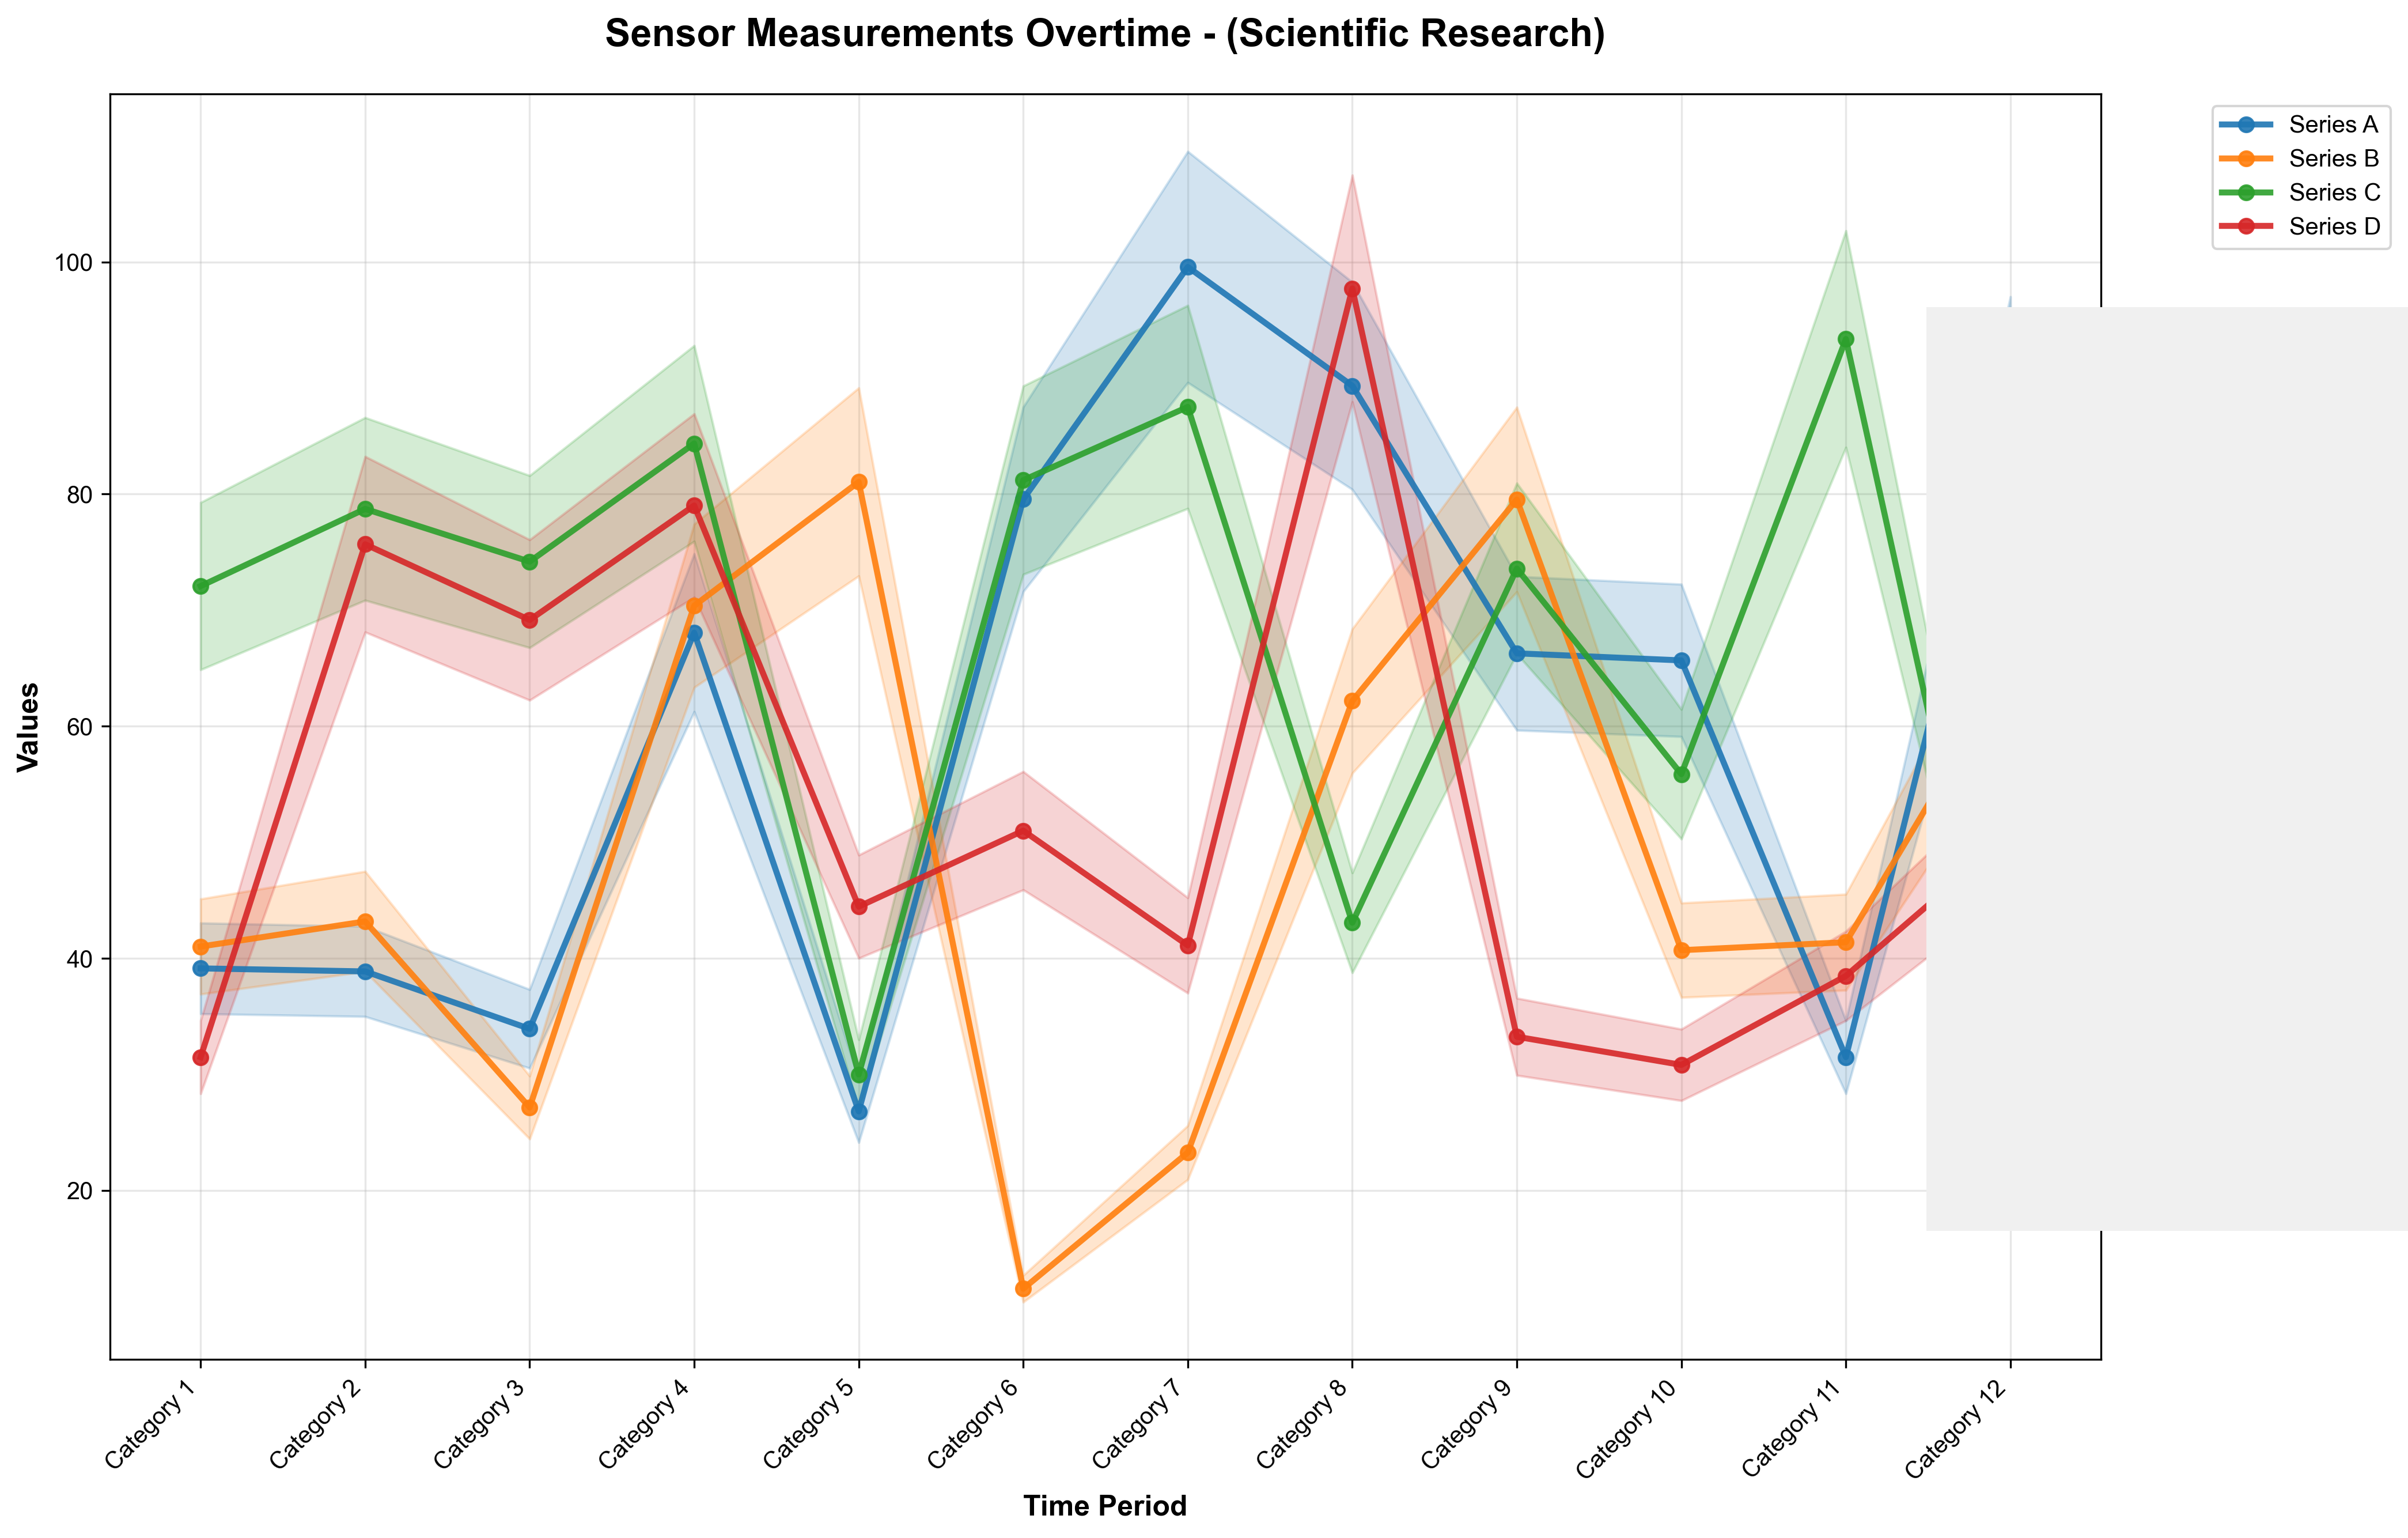 Sensor Measurements Overtime - (Scientific Research)
Series A
Series B
Series C
Series D
Values
100
80
60
40
20
Category 1
Category 2
Category 3
Category 4
Category 5
Category 6
Category 7
Category 8
Category 9
Category 10
Category 11
Category 12
Time Period